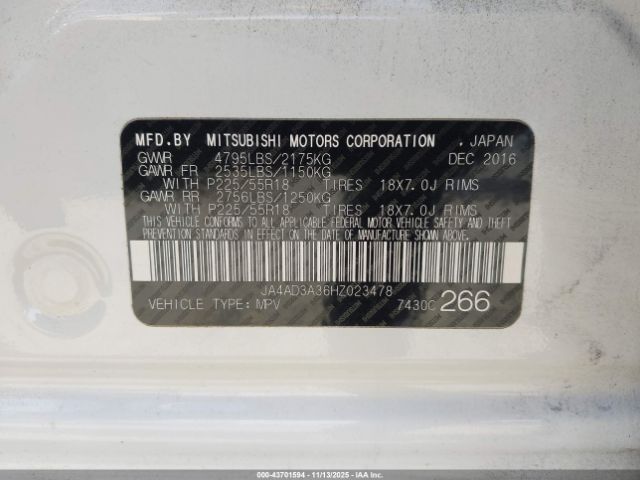 MFD.BY MITSUBISHI MOTORS CORPORATION . JAPAN
GVWR 4795LBS/2175KG DEC 2016
GAWR FR 2535LBS/1150KG
WITH P225/55R18 TIRES 18X7.0J RIMS
GAWR RR 2756LBS/1250KG
WITH P225/55R18 TIRES 18X7.0J RIMS
THIS VEHICLE CONFORMS TO ALL APPLICABLE FEDERAL MOTOR VEHICLE SAFETY AND THEFT
PREVENTION STANDARDS IN EFFECT ON THE DATE OF MANUFACTURE SHOWN ABOVE.
JA4AD3A36HZ023478
VEHICLE TYPE: MPV 7430C 266
000-43701594 - 11/13/2025 - IAAI.COM